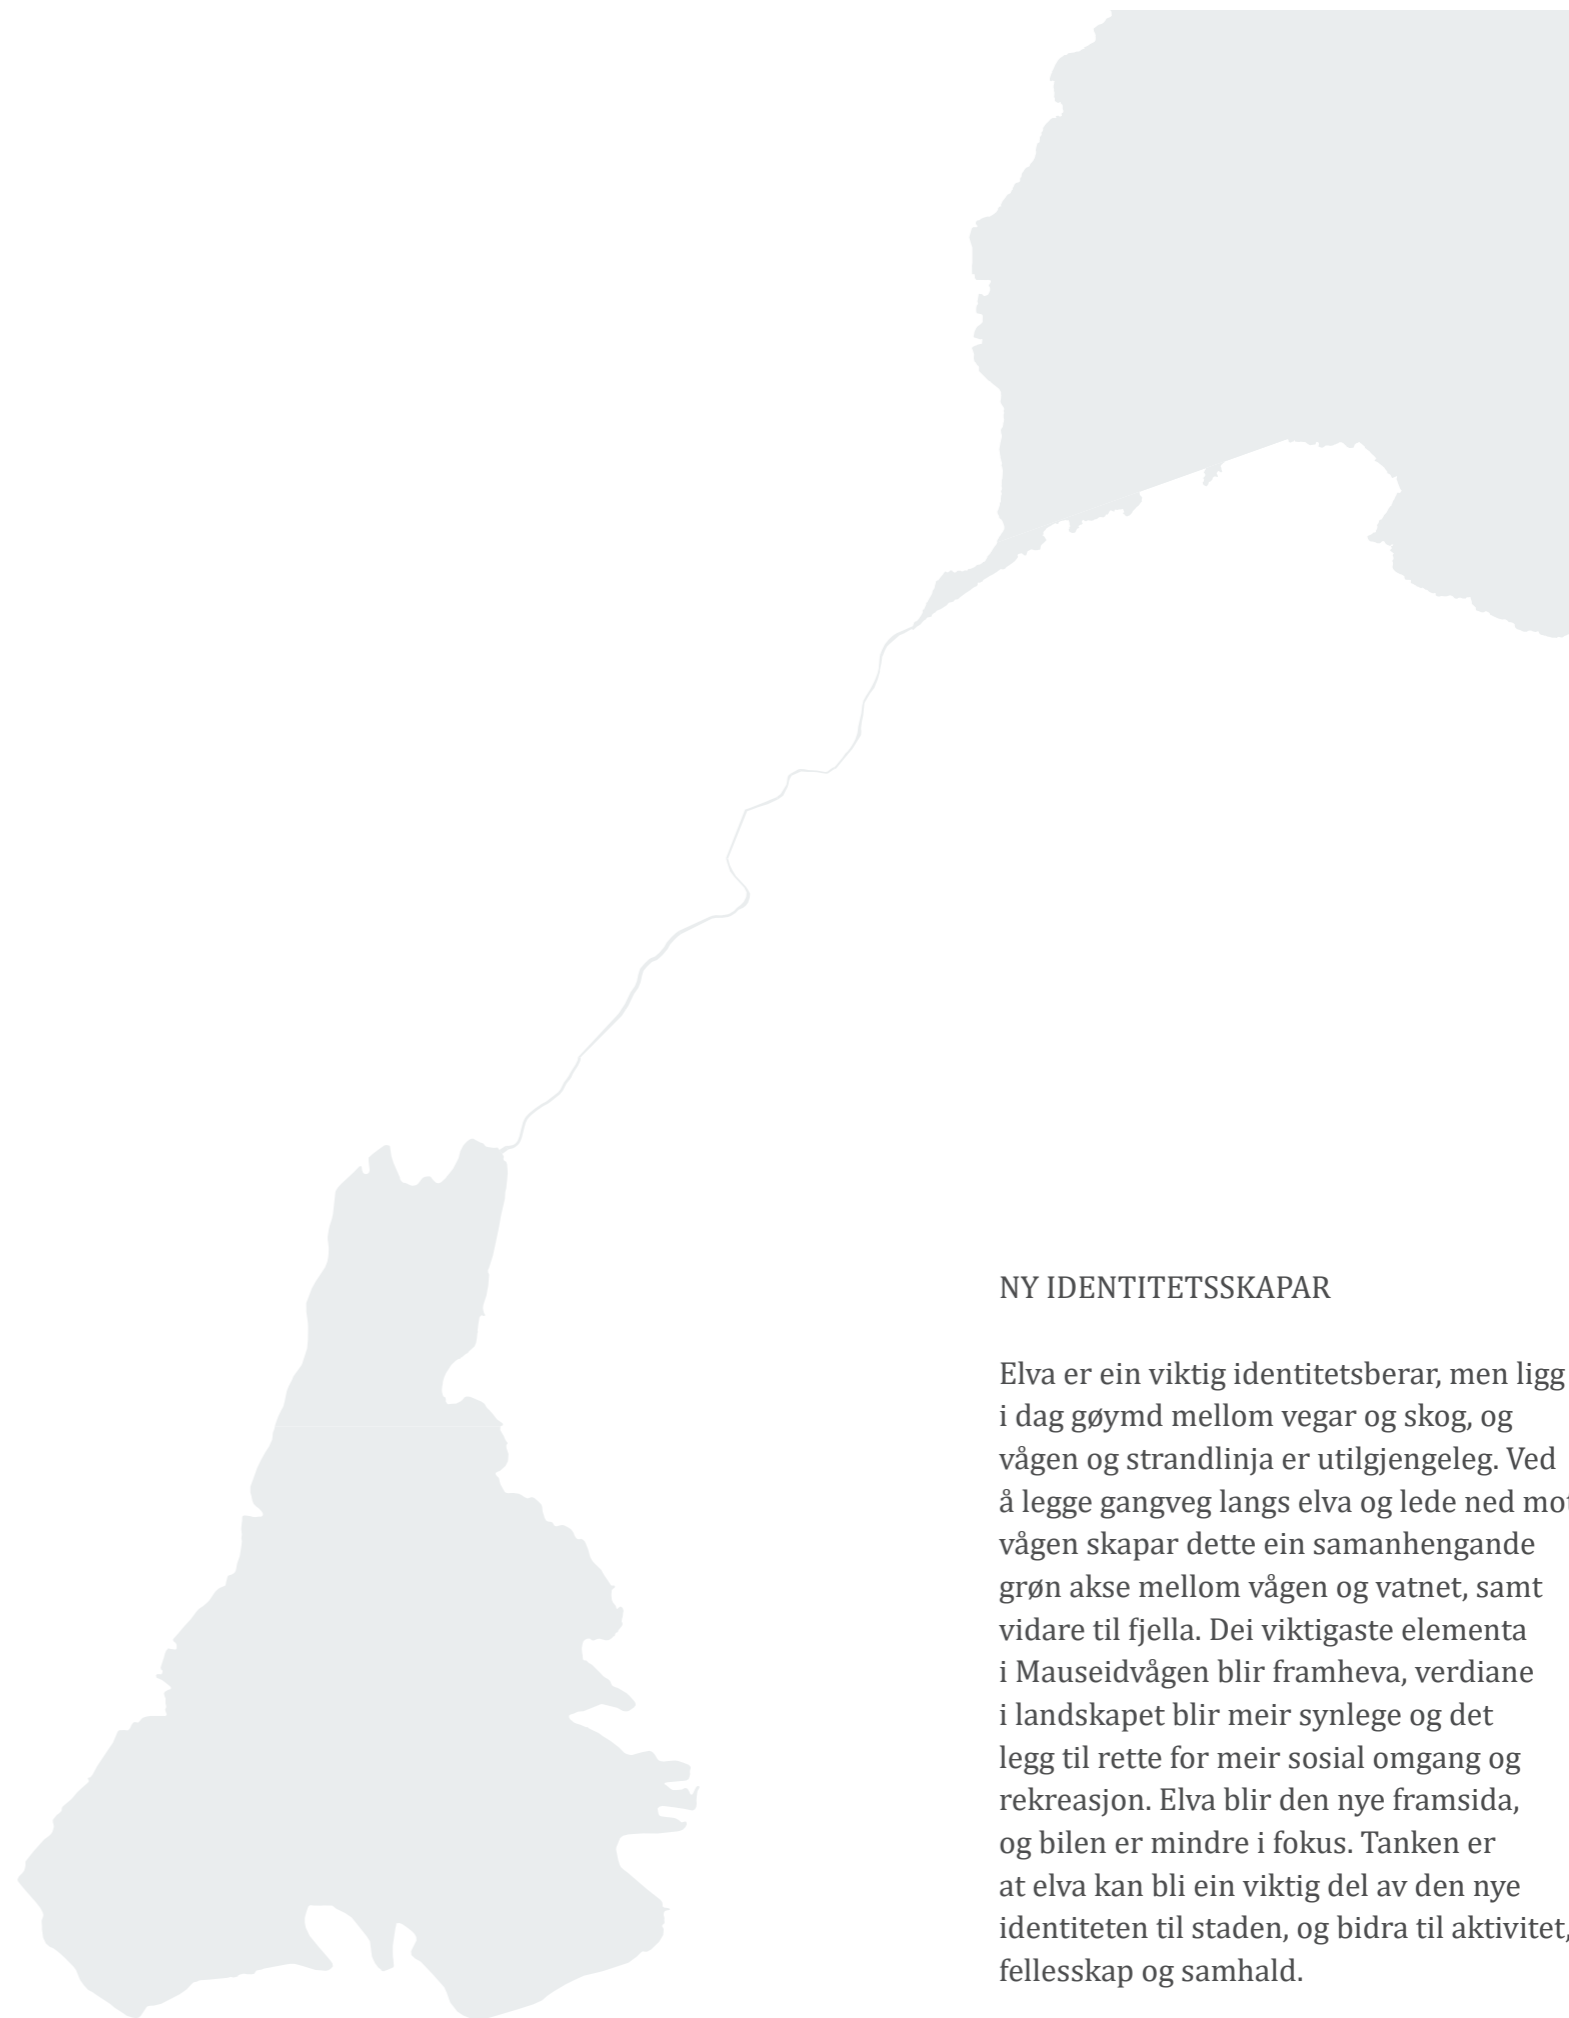 NY IDENTITETSSKAPAR
Elva er ein viktig identitetsberar, men ligg
i dag gøymd mellom vegar og skog, og
vågen og strandlinja er utilgjengeleg. Ved
å legge gangveg langs elva og lede ned mot
vågen skapar dette ein samanhengande
grøn akse mellom vågen og vatnet, samt
vidare til fjella. Dei viktigaste elementa
i Mauseidvågen blir framheva, verdiane
i landskapet blir meir synlege og det
legg til rette for meir sosial omgang og
rekreasjon. Elva blir den nye framsida,
og bilen er mindre i fokus. Tanken er
at elva kan bli ein viktig del av den nye
identiteten til staden, og bidra til aktivitet,
fellesskap og samhald.